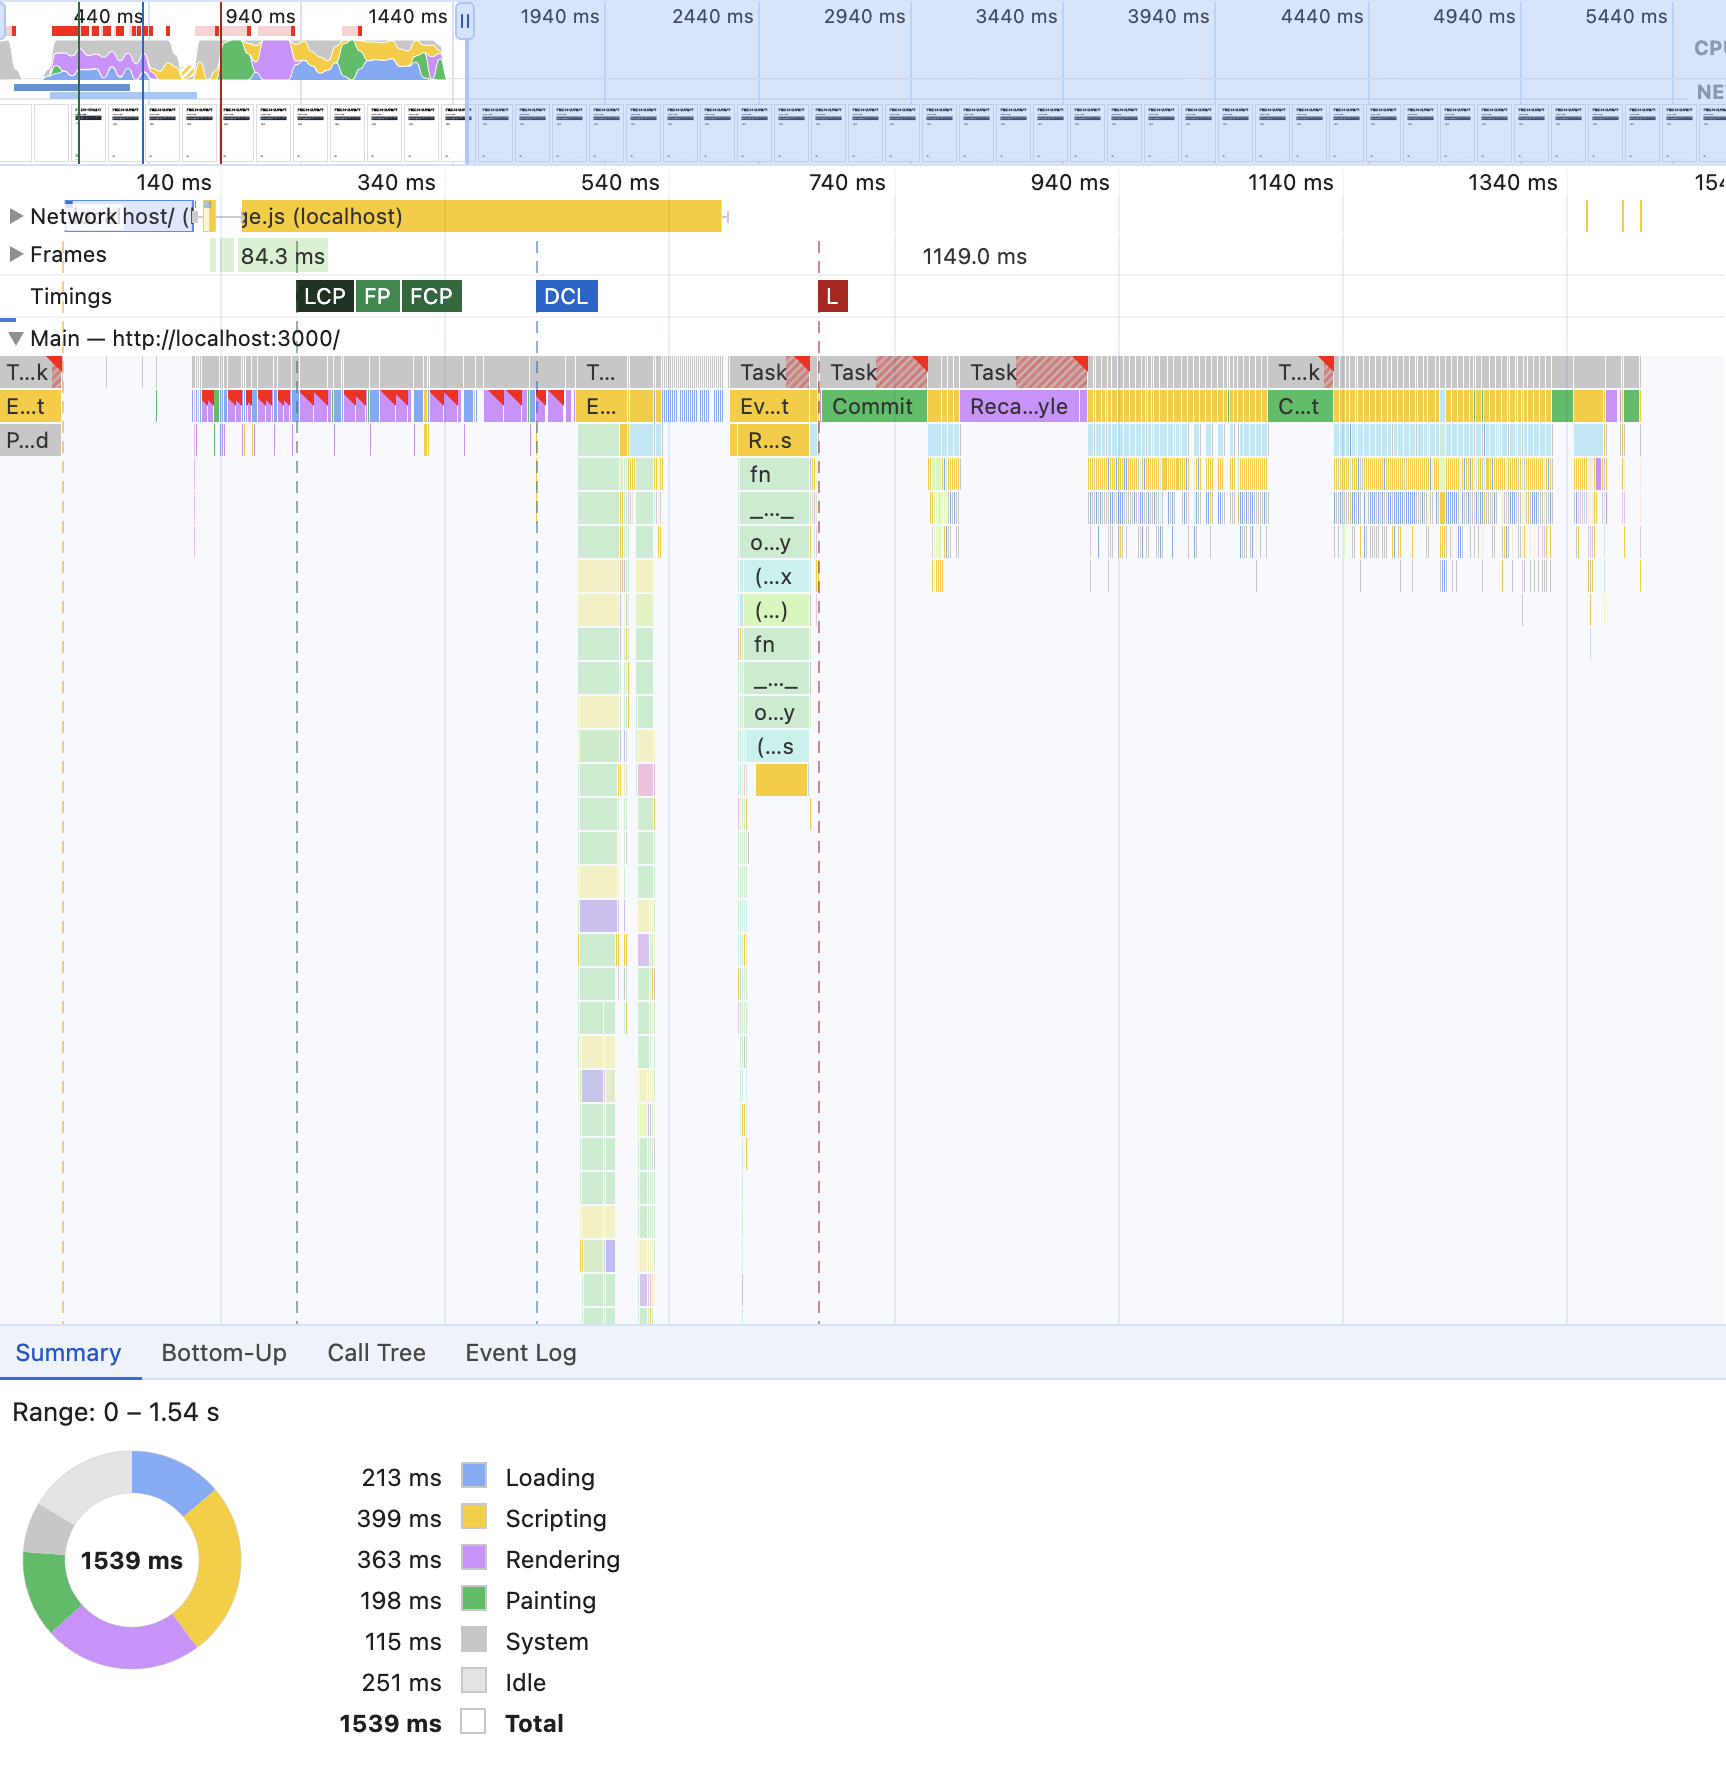 440 ms 940 ms 1440 ms 1940 ms 2440 ms 2940 ms 3440 ms 3940 ms 4440 ms 4940 ms 5440 ms
CPU
NE
140 ms 340 ms 540 ms 740 ms 940 ms 1140 ms 1340 ms 154
Network host/ ( ge.js (localhost)
Frames 84.3 ms 1149.0 ms
Timings LCP FP FCP DCL L
Main — http://localhost:3000/
T...k T... Task Task Task T...k
E...t E... Ev...t Commit Reca...yle C...t
P...d R...s
fn
_..._
o...y
(...x
(...)
fn
_..._
o...y
(...s
Summary Bottom-Up Call Tree Event Log
Range: 0 – 1.54 s
1539 ms
213 ms Loading
399 ms Scripting
363 ms Rendering
198 ms Painting
115 ms System
251 ms Idle
1539 ms Total